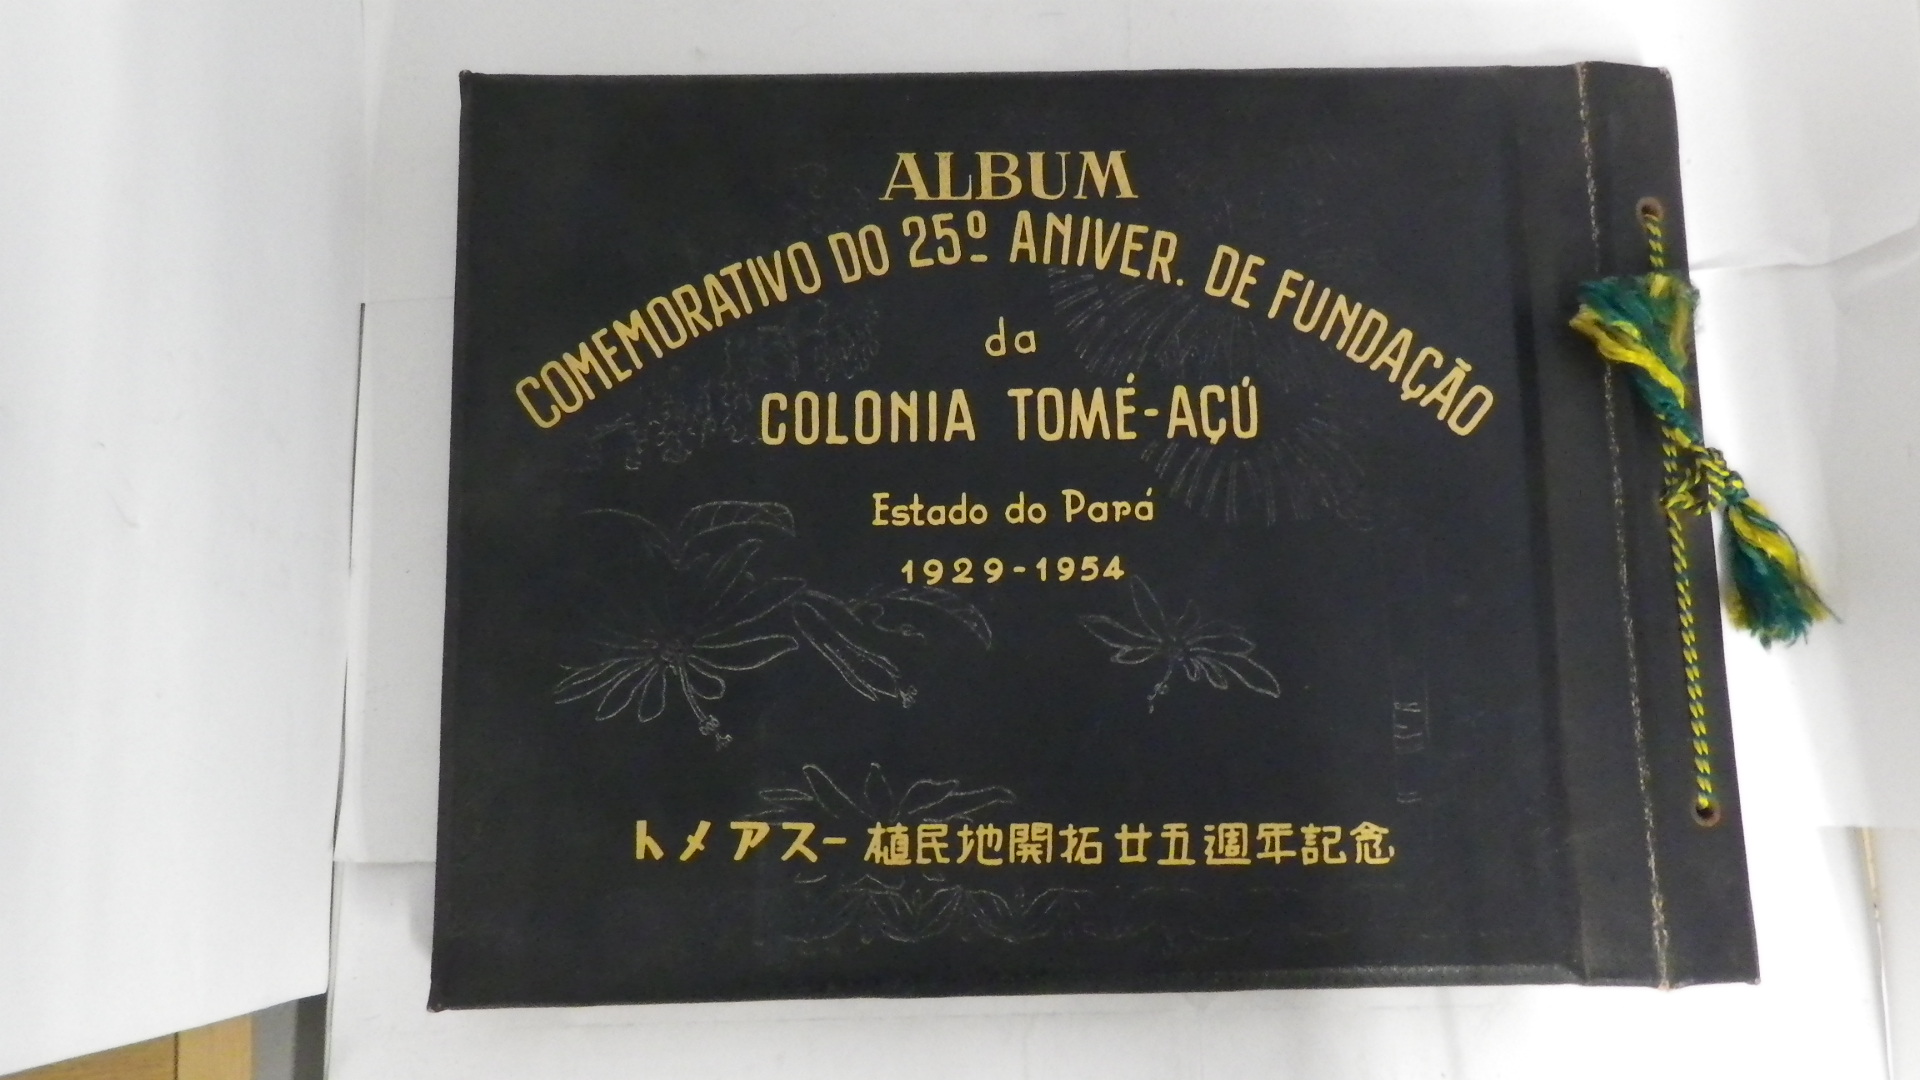 ALBUM
COMEMORATIVO DO 25º ANIVER. DE FUNDAÇÃO
da
COLONIA TOMÉ-AÇÚ
Estado do Pará
1929-1954
トメアスー植民地開拓廿五週年記念